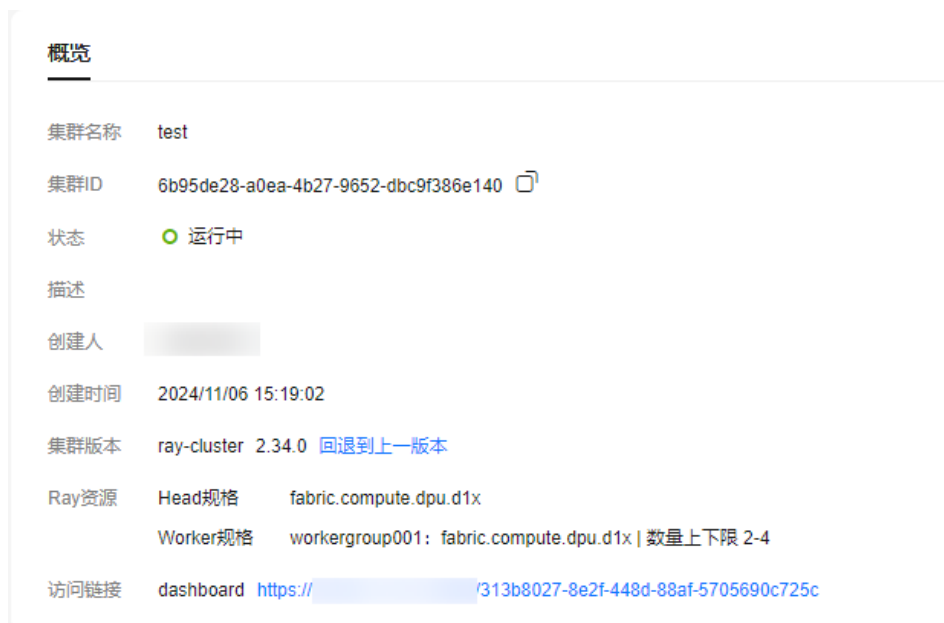 概览
集群名称 test
集群ID 6b95de28-a0ea-4b27-9652-dbc9f386e140
状态 运行中
描述
创建人
创建时间 2024/11/06 15:19:02
集群版本 ray-cluster 2.34.0 回退到上一版本
Ray资源 Head规格 fabric.compute.dpu.d1x
Worker规格 workergroup001：fabric.compute.dpu.d1x | 数量上下限 2-4
访问链接 dashboard https:// /313b8027-8e2f-448d-88af-5705690c725c